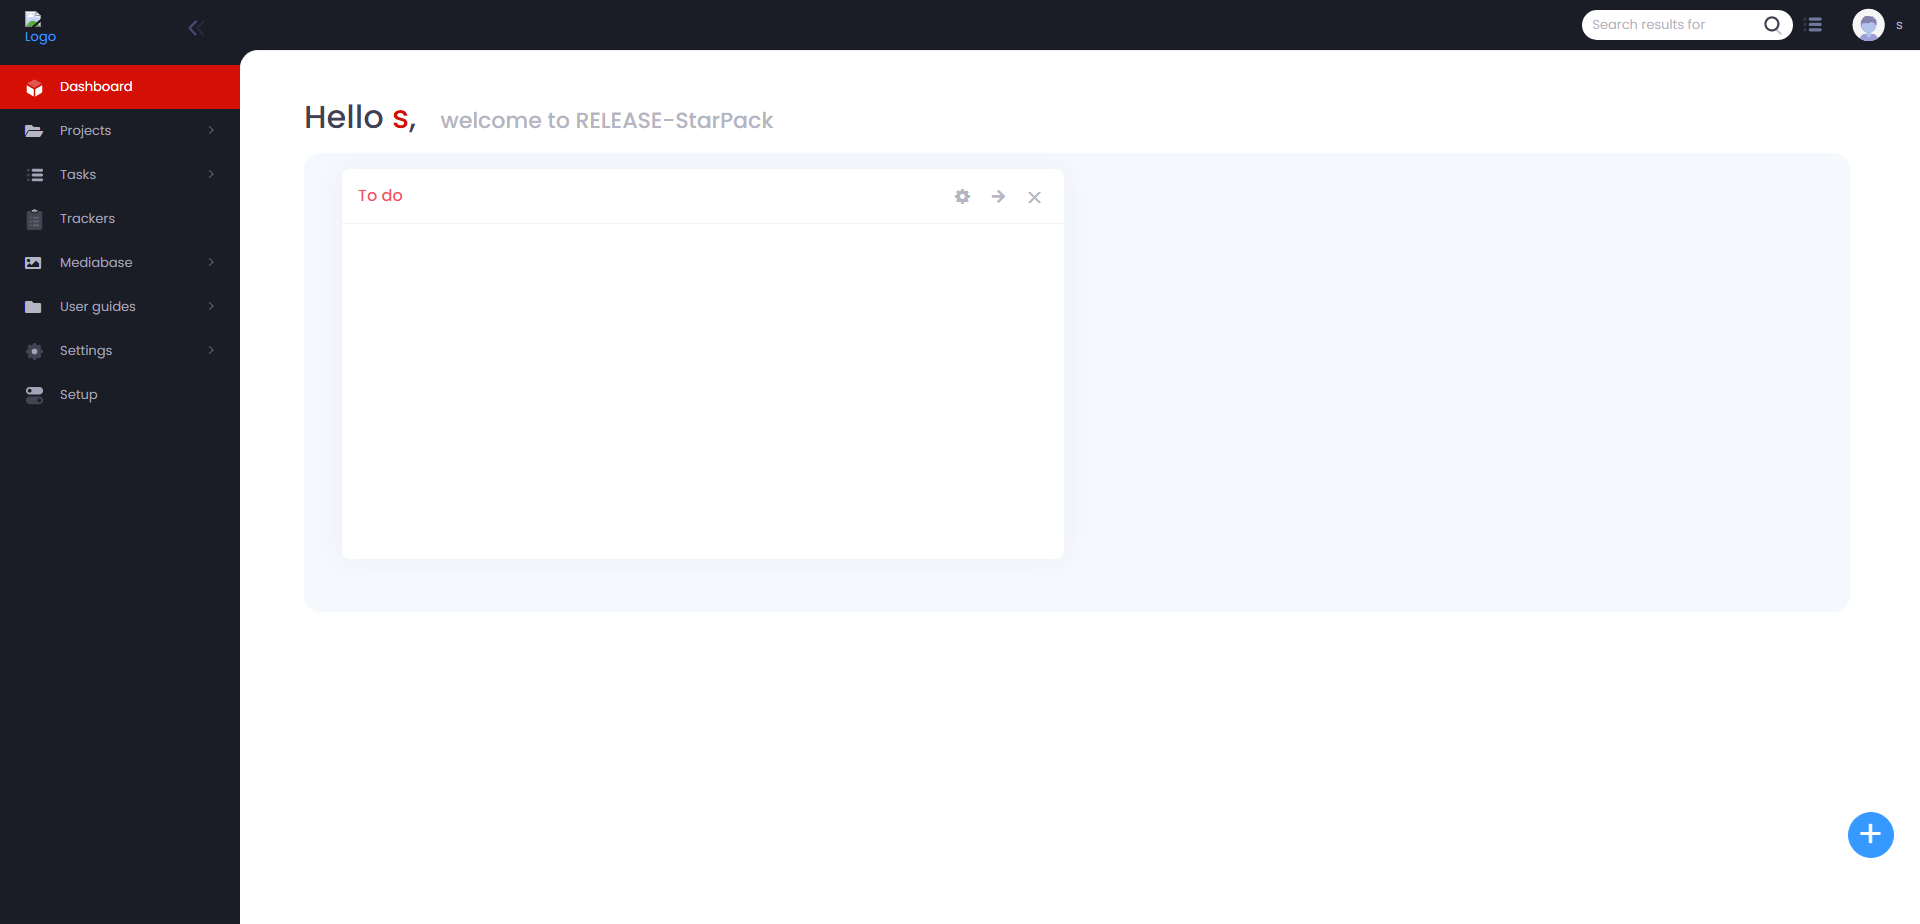 Logo
Search results for
s
Dashboard
Projects
Tasks
Trackers
Mediabase
User guides
Settings
Setup
Hello s, welcome to RELEASE-StarPack
To do